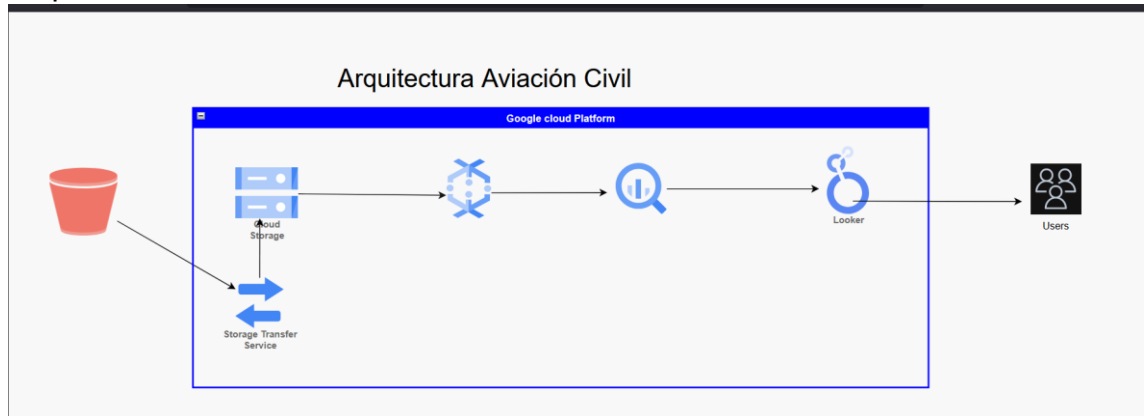 Arquitectura Aviación Civil
Google cloud Platform
Cloud
Storage
Looker
Users
Storage Transfer
Service